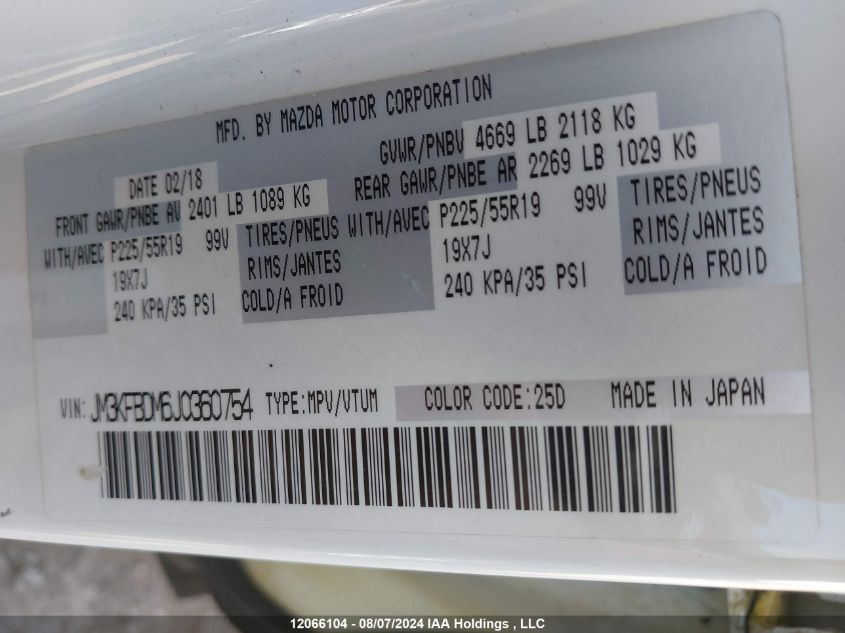 MFD. BY MAZDA MOTOR CORPORATION
DATE 02/18
GVWR/PNBV 4669 LB 2118 KG
FRONT GAWR/PNBE AV 2401 LB 1089 KG
REAR GAWR/PNBE AR 2269 LB 1029 KG
WITH/AVEC P225/55R19 99V TIRES/PNEUS
19X7J RIMS/JANTES
240 KPA/35 PSI COLD/A FROID
WITH/AVEC P225/55R19 99V TIRES/PNEUS
19X7J RIMS/JANTES
240 KPA/35 PSI COLD/A FROID
VIN: JM3KFBDM6J0360754 TYPE:MPV/VTUM COLOR CODE:25D MADE IN JAPAN
12066104 - 08/07/2024 IAA Holdings , LLC